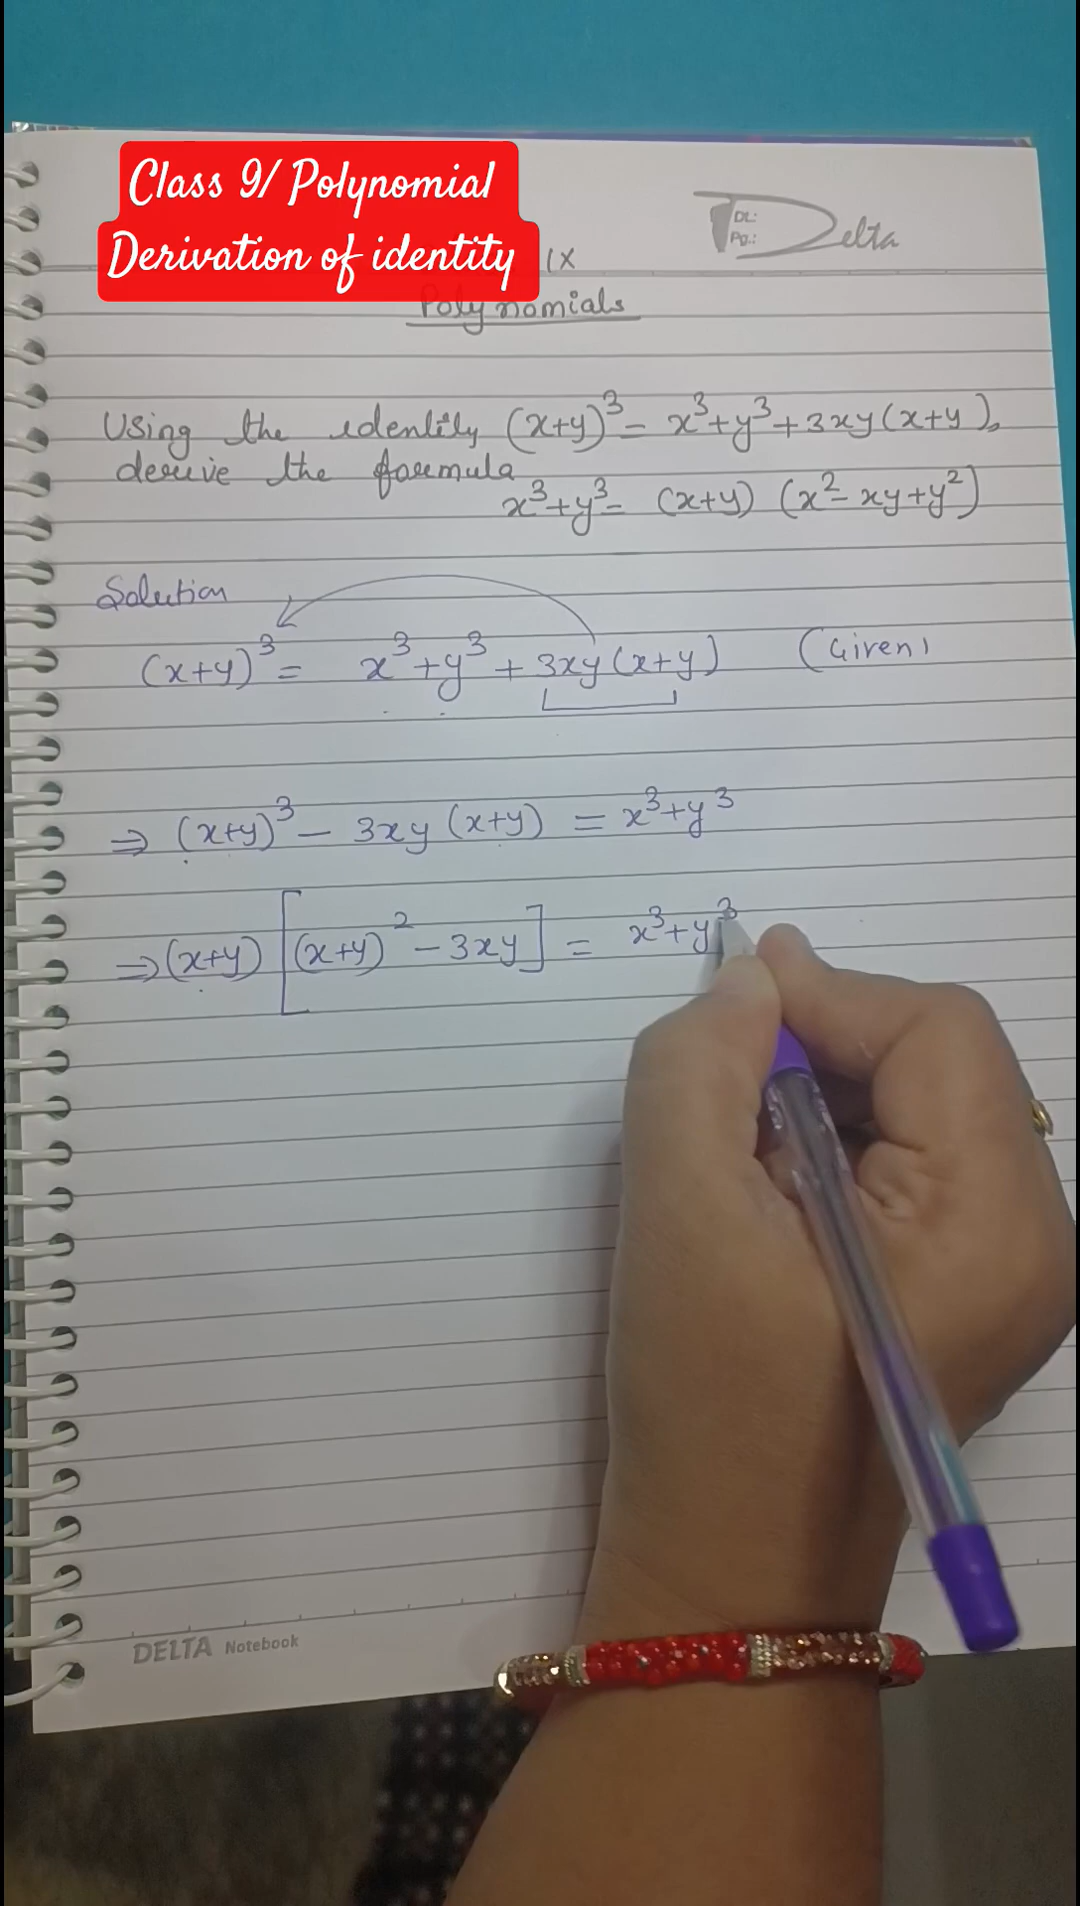 Class 9/ Polynomial
Derivation of identity
IX
DL:
Pg.:
Delta
Polynomials
Using the identity (x+y)³ = x³+y³+3xy(x+y),
derive the formula
x³+y³= (x+y) (x²-xy+y²)
Solution
(x+y)³ = x³+y³+3xy(x+y) (Given)
⇒ (x+y)³ - 3xy (x+y) = x³+y³
⇒ (x+y) [(x+y)² - 3xy] = x³+y³
DELTA Notebook